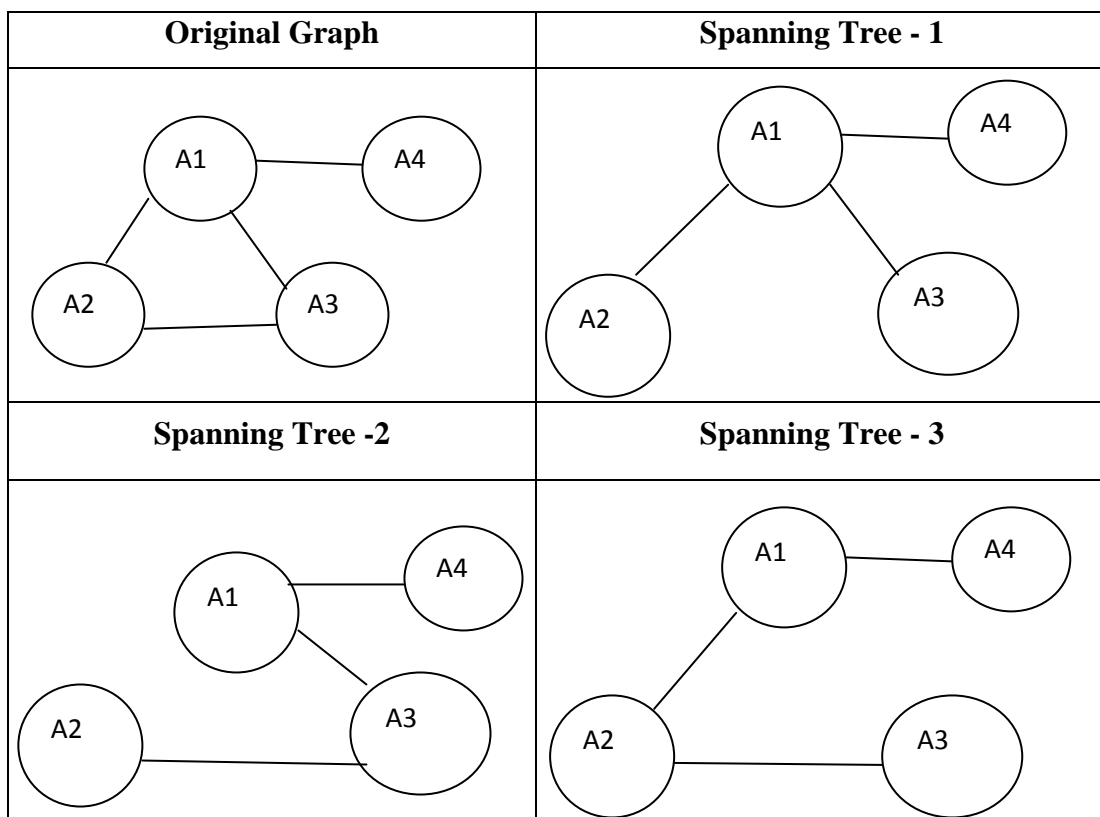 Original Graph
Spanning Tree - 1
A1
A4
A2
A3
A1
A4
A2
A3
Spanning Tree -2
Spanning Tree - 3
A1
A4
A2
A3
A1
A4
A2
A3